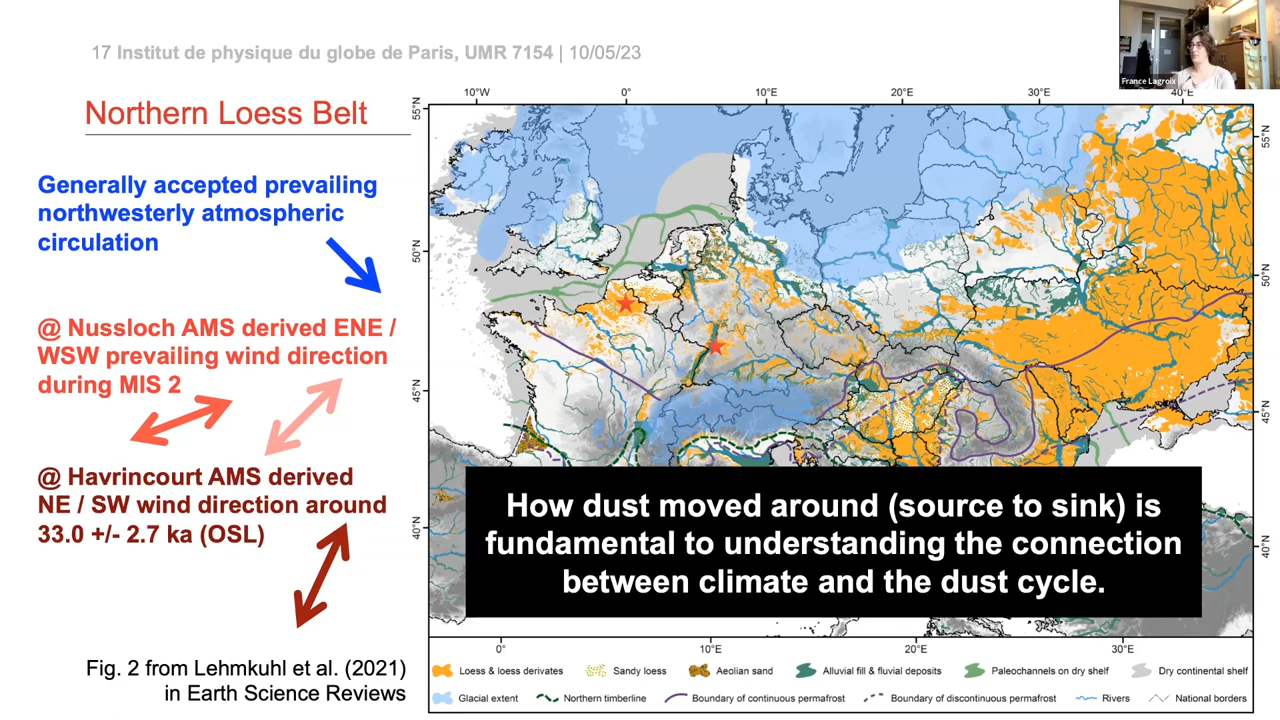 17 Institut de physique du globe de Paris, UMR 7154 | 10/05/23
France Lagroix
Northern Loess Belt
Generally accepted prevailing
northwesterly atmospheric
circulation
@ Nussloch AMS derived ENE /
WSW prevailing wind direction
during MIS 2
@ Havrincourt AMS derived
NE / SW wind direction around
33.0 +/- 2.7 ka (OSL)
Fig. 2 from Lehmkuhl et al. (2021)
in Earth Science Reviews
10°W 0° 10°E 20°E 30°E 40°E
55°N
50°N
45°N
40°N
55°N
50°N
45°N
40°N
How dust moved around (source to sink) is
fundamental to understanding the connection
between climate and the dust cycle.
0° 10°E 20°E 30°E
Loess & loess derivates Sandy loess Aeolian sand Alluvial fill & fluvial deposits Paleochannels on dry shelf Dry continental shelf
Glacial extent Northern timberline Boundary of continuous permafrost Boundary of discontinuous permafrost Rivers National borders